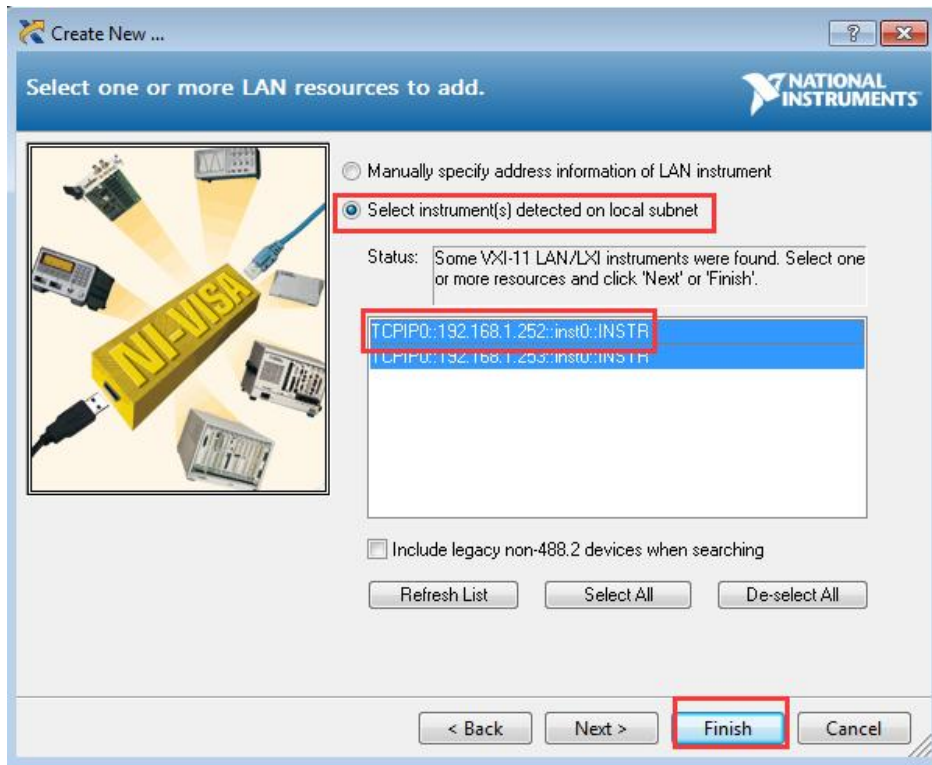 Create New ...
Select one or more LAN resources to add.
NATIONAL
INSTRUMENTS
Manually specify address information of LAN instrument
Select instrument(s) detected on local subnet
Status:
Some VXI-11 LAN/LXI instruments were found. Select one
or more resources and click 'Next' or 'Finish'.
NI-VISA
TCPIP0::192.168.1.252::inst0::INSTR
TCPIP0::192.168.1.253::inst0::INSTR
Include legacy non-488.2 devices when searching
Refresh List
Select All
De-select All
< Back
Next >
Finish
Cancel